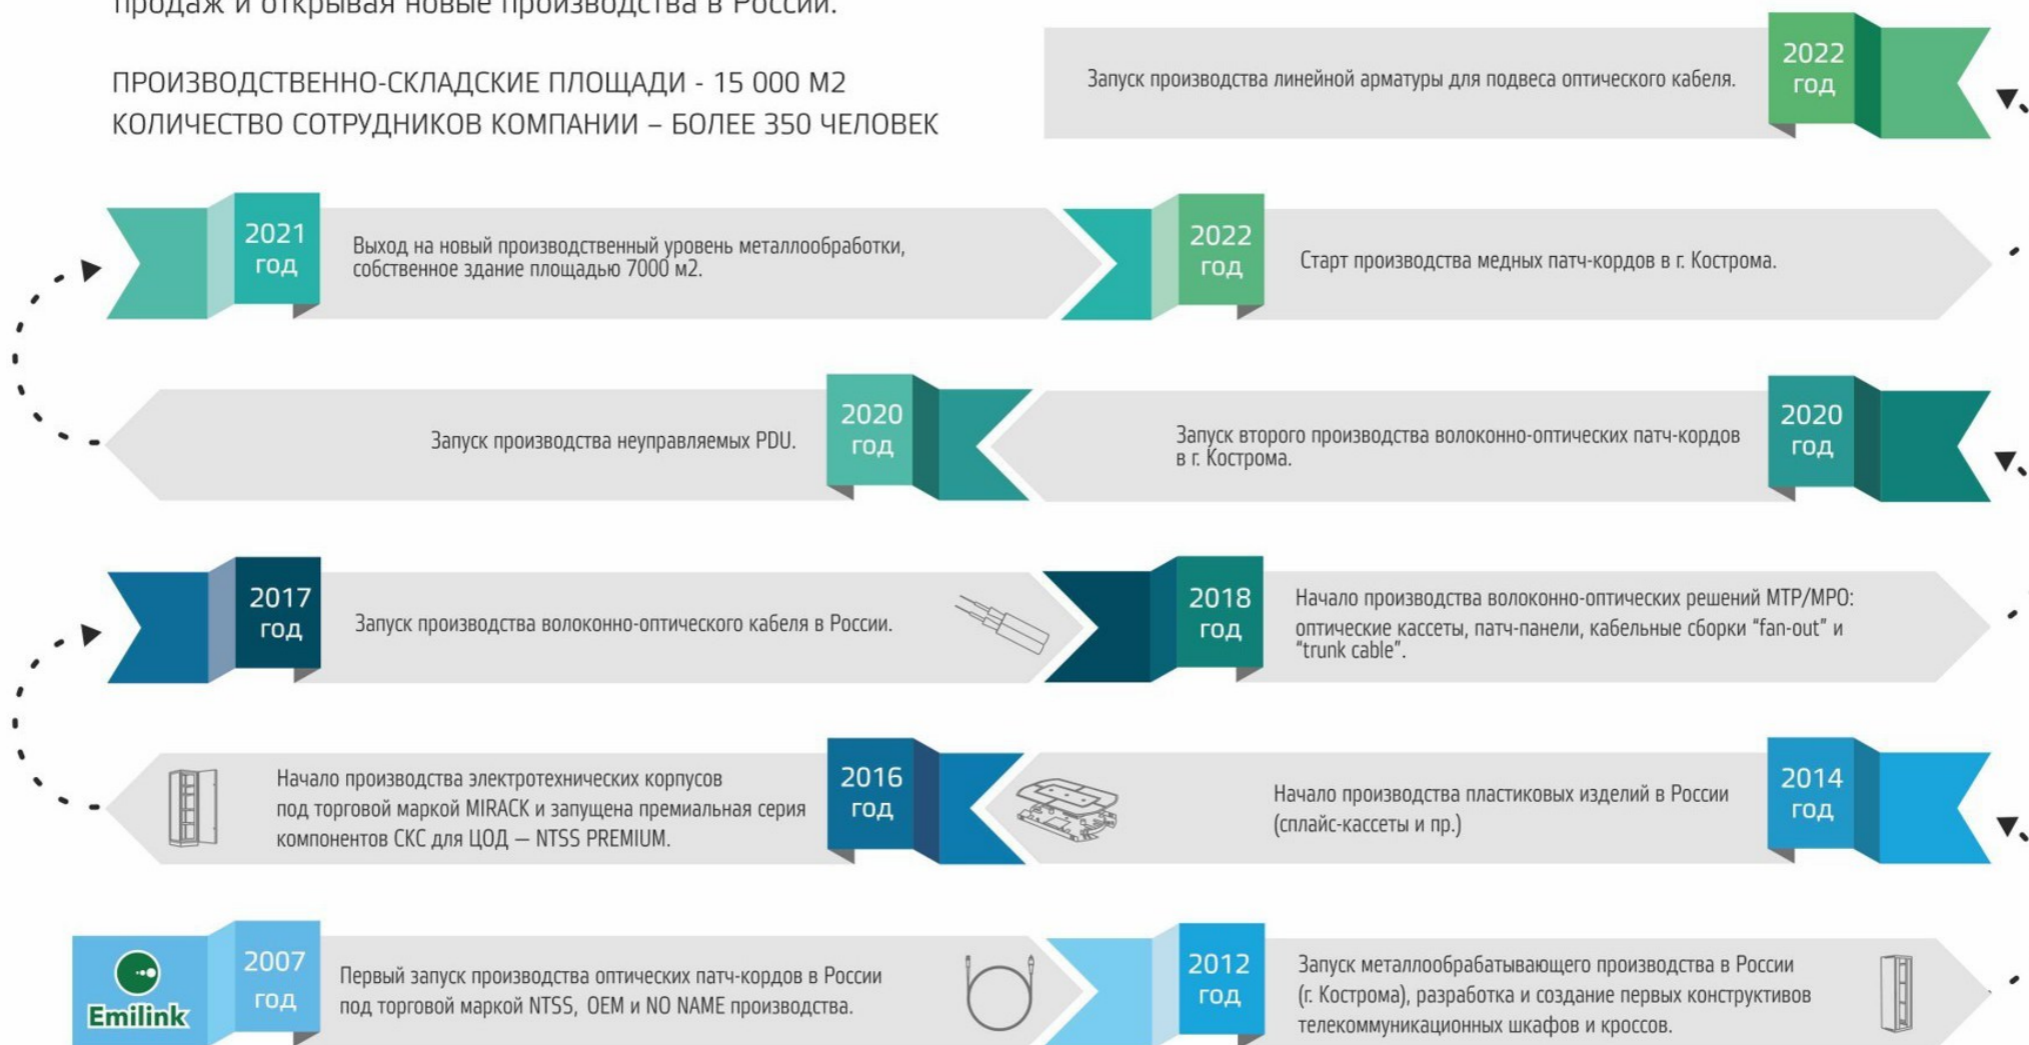 продаж и открывая новые производства в России.
ПРОИЗВОДСТВЕННО-СКЛАДСКИЕ ПЛОЩАДИ - 15 000 М2
КОЛИЧЕСТВО СОТРУДНИКОВ КОМПАНИИ – БОЛЕЕ 350 ЧЕЛОВЕК
Запуск производства линейной арматуры для подвеса оптического кабеля.
2022
год
2021
год
Выход на новый производственный уровень металлообработки,
собственное здание площадью 7000 м2.
2022
год
Старт производства медных патч-кордов в г. Кострома.
Запуск производства неуправляемых PDU.
2020
год
Запуск второго производства волоконно-оптических патч-кордов
в г. Кострома.
2020
год
2017
год
Запуск производства волоконно-оптического кабеля в России.
2018
год
Начало производства волоконно-оптических решений MTP/MPO:
оптические кассеты, патч-панели, кабельные сборки “fan-out” и
“trunk cable”.
Начало производства электротехнических корпусов
под торговой маркой MIRACK и запущена премиальная серия
компонентов СКС для ЦОД — NTSS PREMIUM.
2016
год
Начало производства пластиковых изделий в России
(сплайс-кассеты и пр.)
2014
год
Emilink
2007
год
Первый запуск производства оптических патч-кордов в России
под торговой маркой NTSS, OEM и NO NAME производства.
2012
год
Запуск металлообрабатывающего производства в России
(г. Кострома), разработка и создание первых конструктивов
телекоммуникационных шкафов и кроссов.